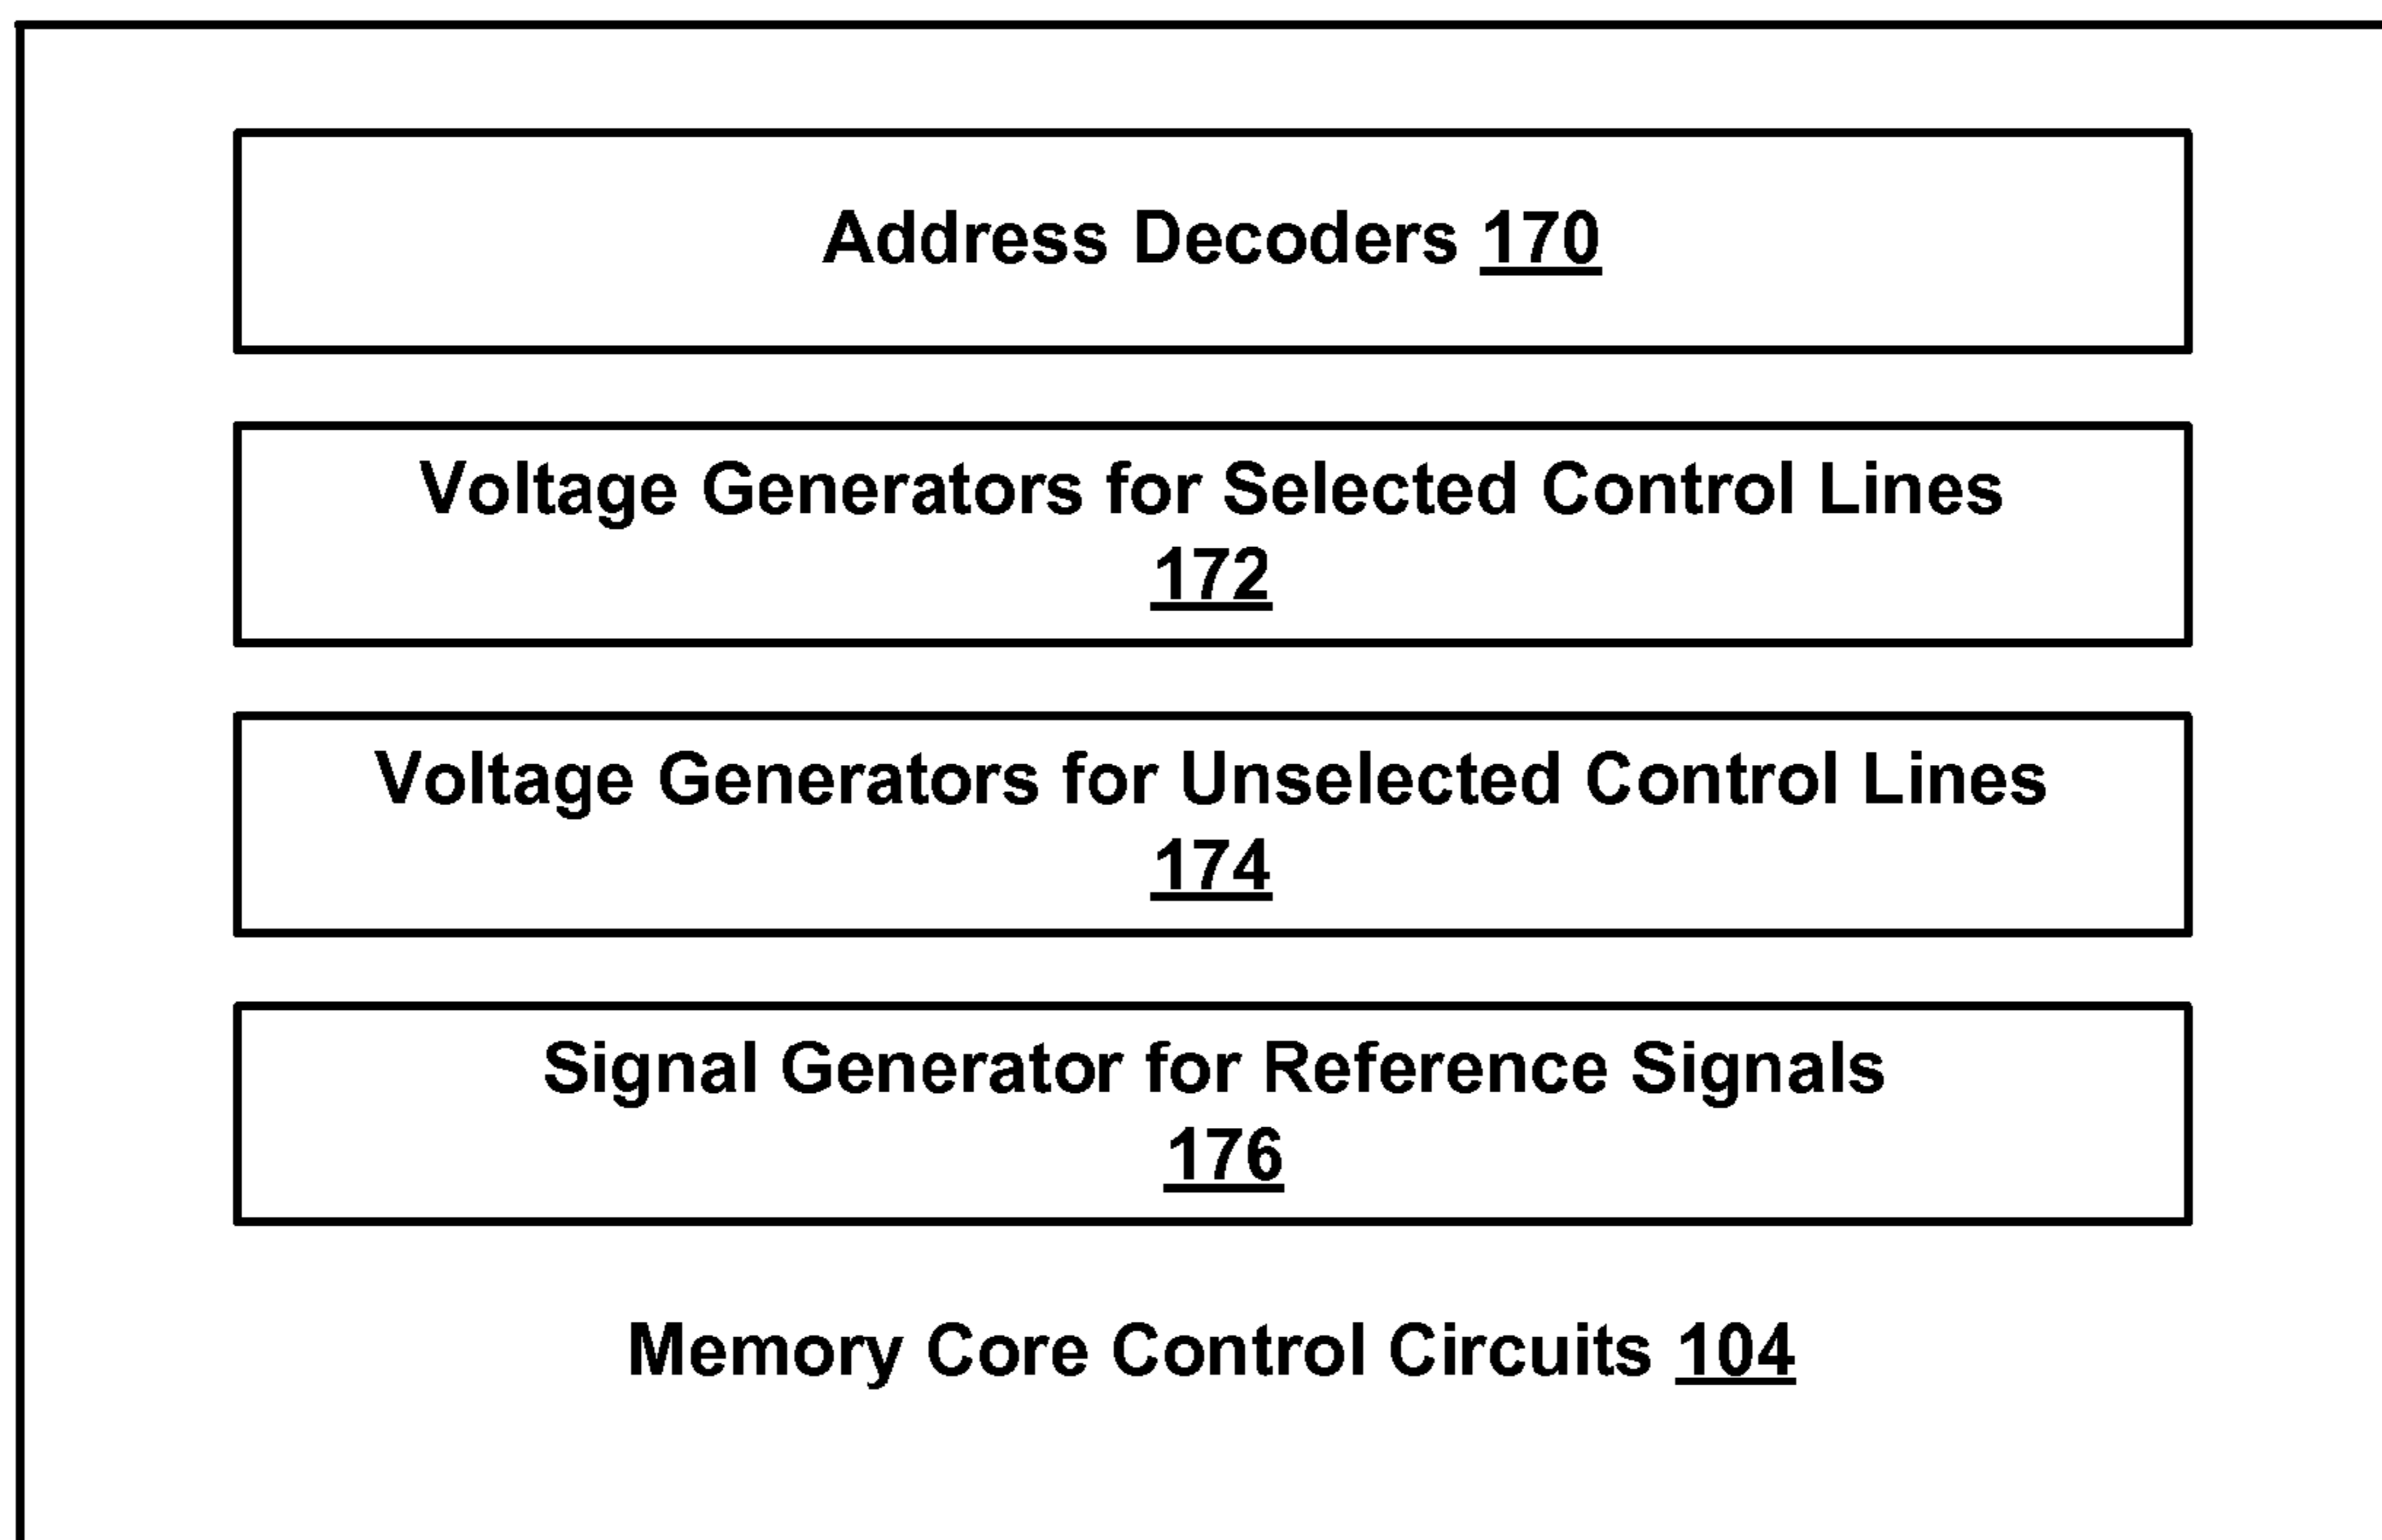 Address Decoders 170
Voltage Generators for Selected Control Lines
172
Voltage Generators for Unselected Control Lines
174
Signal Generator for Reference Signals
176
Memory Core Control Circuits 104